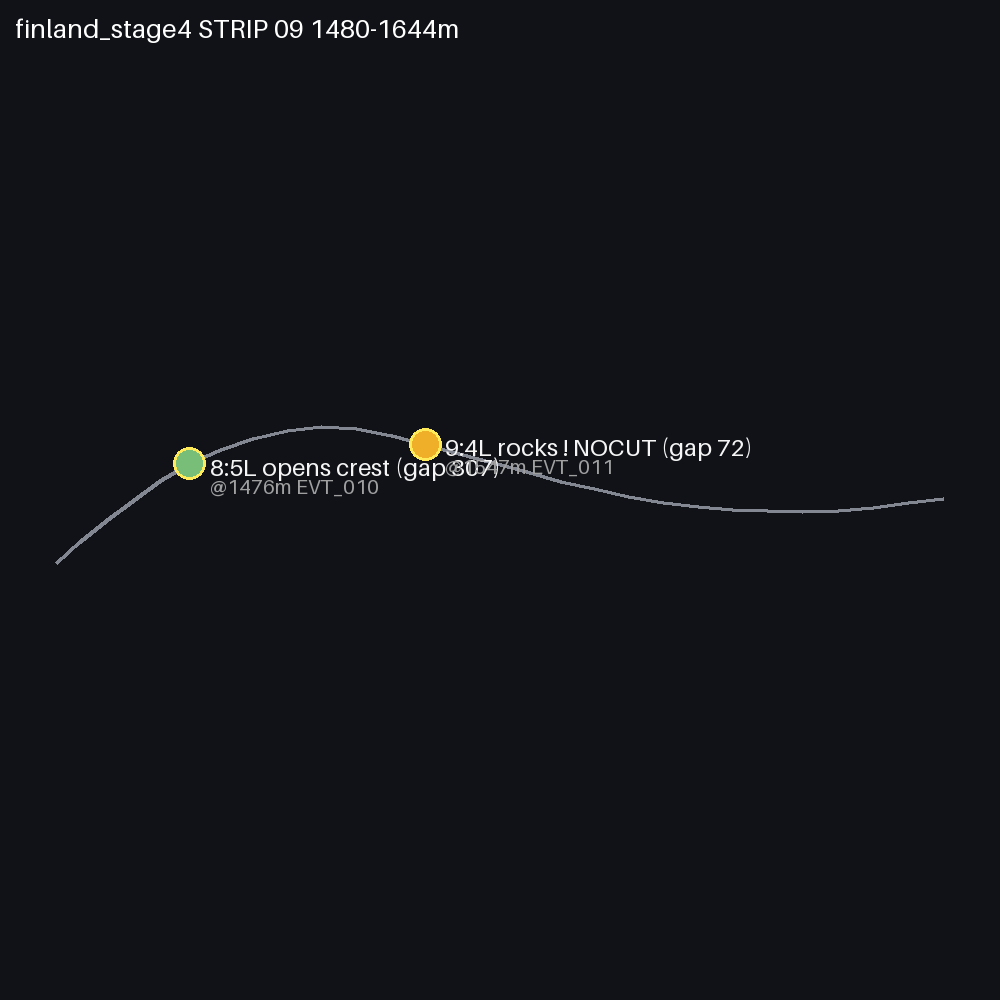 finland_stage4 STRIP 09 1480-1644m
9:4L rocks ! NOCUT (gap 72)
@1547m EVT_011
8:5L opens crest (gap 307)
@1476m EVT_010